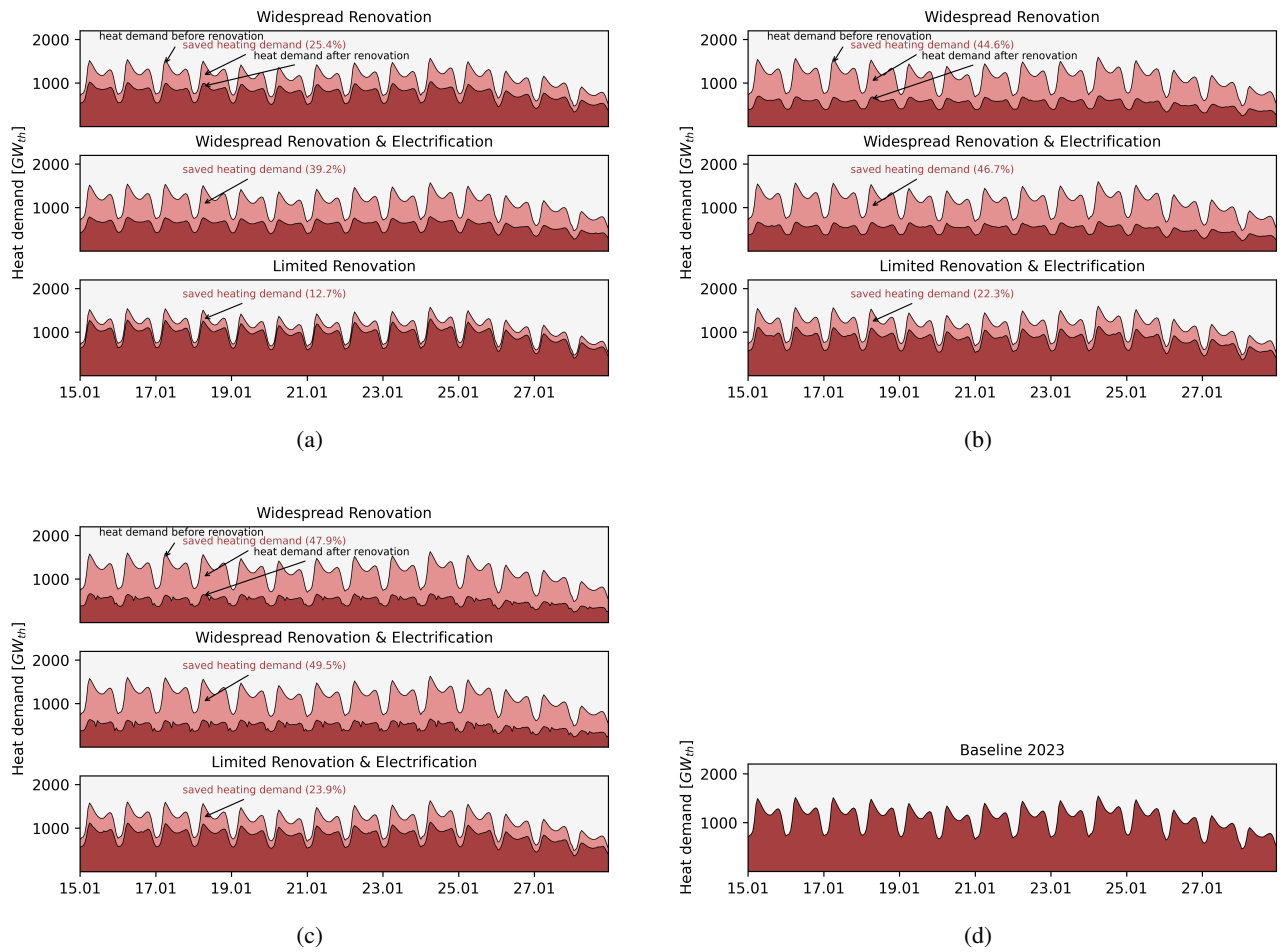 Widespread Renovation
heat demand before renovation
saved heating demand (25.4%)
heat demand after renovation
2000
1000
Widespread Renovation & Electrification
saved heating demand (39.2%)
2000
1000
Heat demand [GW_th]
Limited Renovation
saved heating demand (12.7%)
2000
1000
15.01 17.01 19.01 21.01 23.01 25.01 27.01
(a)
Widespread Renovation
heat demand before renovation
saved heating demand (44.6%)
heat demand after renovation
2000
1000
Widespread Renovation & Electrification
saved heating demand (46.7%)
2000
1000
Heat demand [GW_th]
Limited Renovation & Electrification
saved heating demand (22.3%)
2000
1000
15.01 17.01 19.01 21.01 23.01 25.01 27.01
(b)
Widespread Renovation
heat demand before renovation
saved heating demand (47.9%)
heat demand after renovation
2000
1000
Widespread Renovation & Electrification
saved heating demand (49.5%)
2000
1000
Heat demand [GW_th]
Limited Renovation & Electrification
saved heating demand (23.9%)
2000
1000
15.01 17.01 19.01 21.01 23.01 25.01 27.01
(c)
Baseline 2023
2000
1000
Heat demand [GW_th]
15.01 17.01 19.01 21.01 23.01 25.01 27.01
(d)